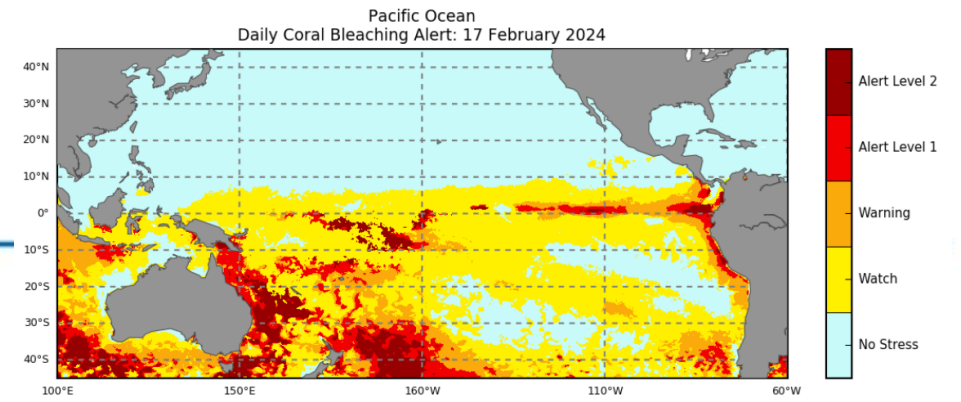 Pacific Ocean
Daily Coral Bleaching Alert: 17 February 2024
40°N
30°N
20°N
10°N
0°
10°S
20°S
30°S
40°S
100°E
150°E
160°W
110°W
60°W
Alert Level 2
Alert Level 1
Warning
Watch
No Stress